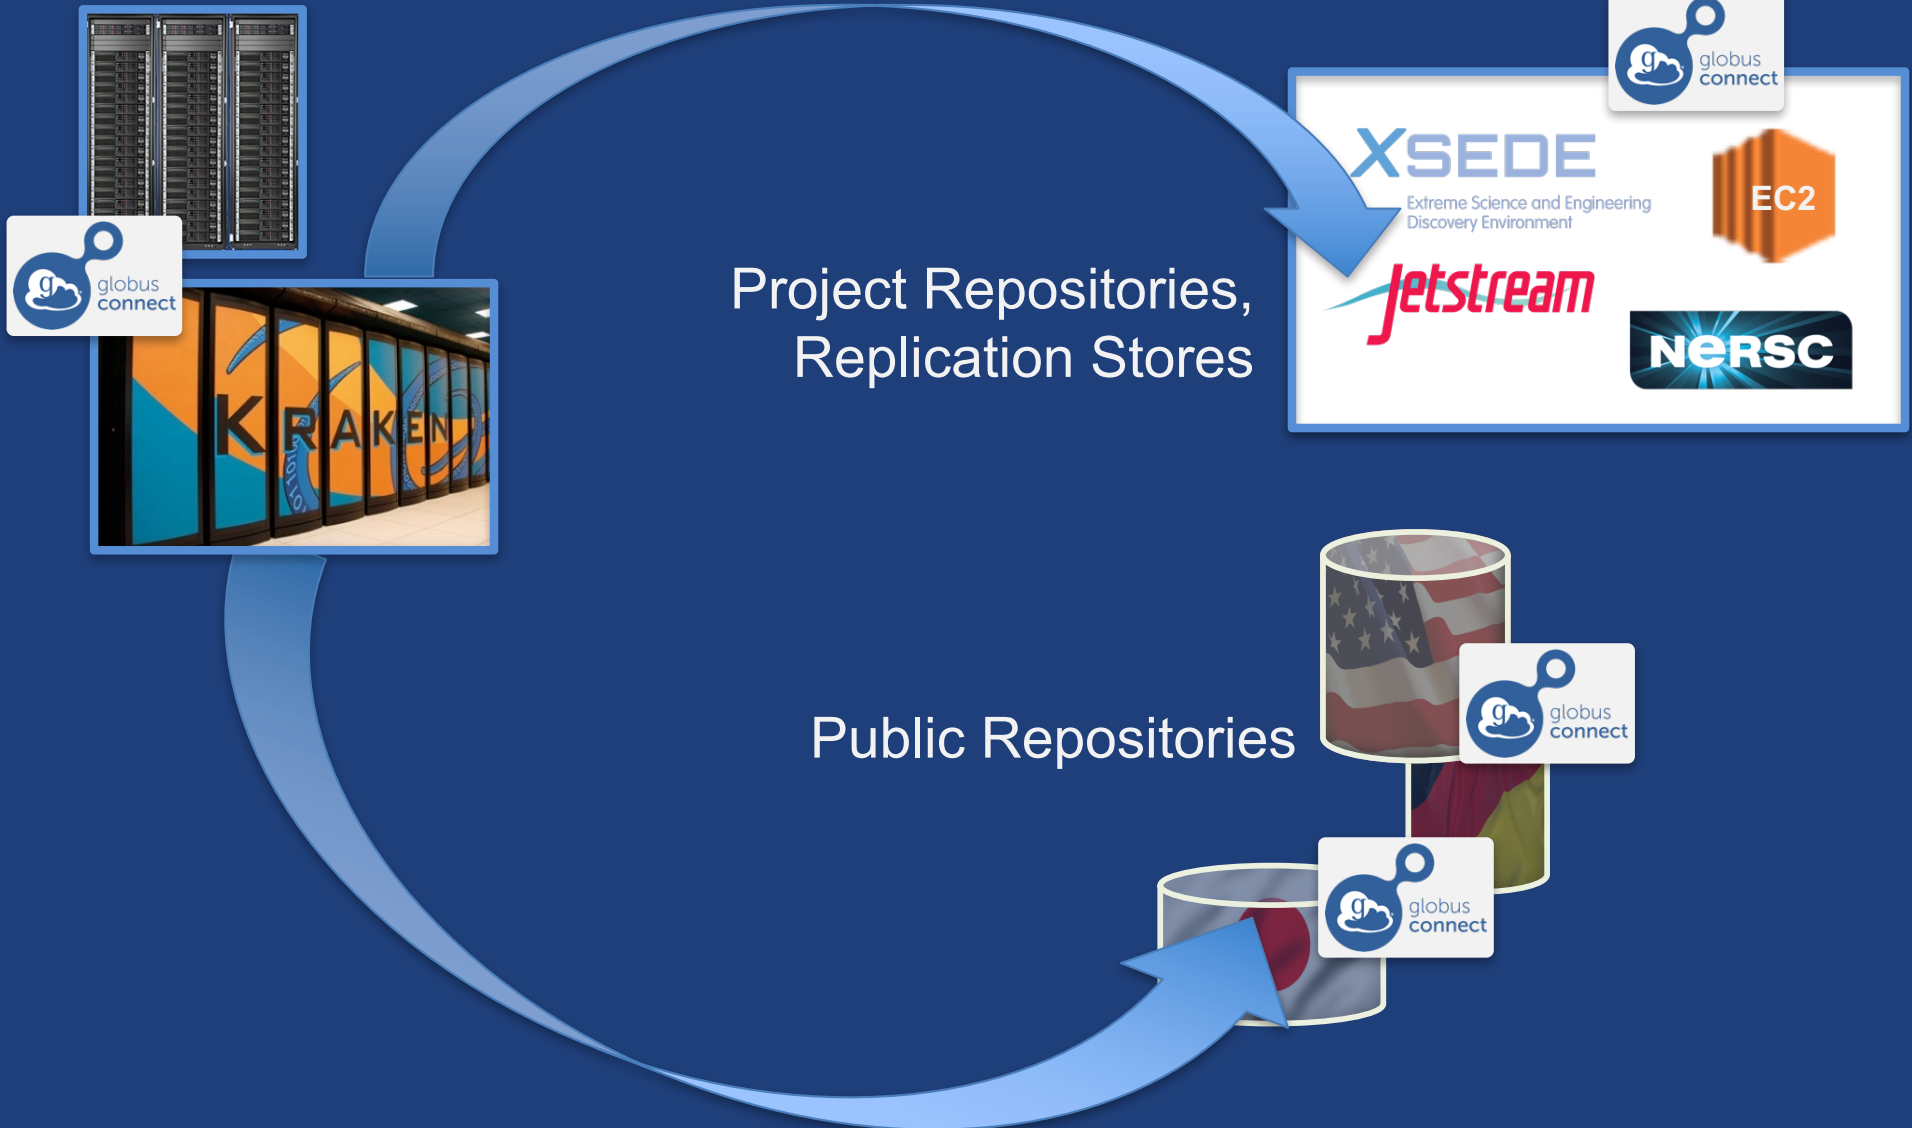 globus
connect
KRAKEN
Project Repositories,
Replication Stores
globus
connect
XSEDE
Extreme Science and Engineering
Discovery Environment
EC2
Jetstream
NERSC
Public Repositories
globus
connect
globus
connect